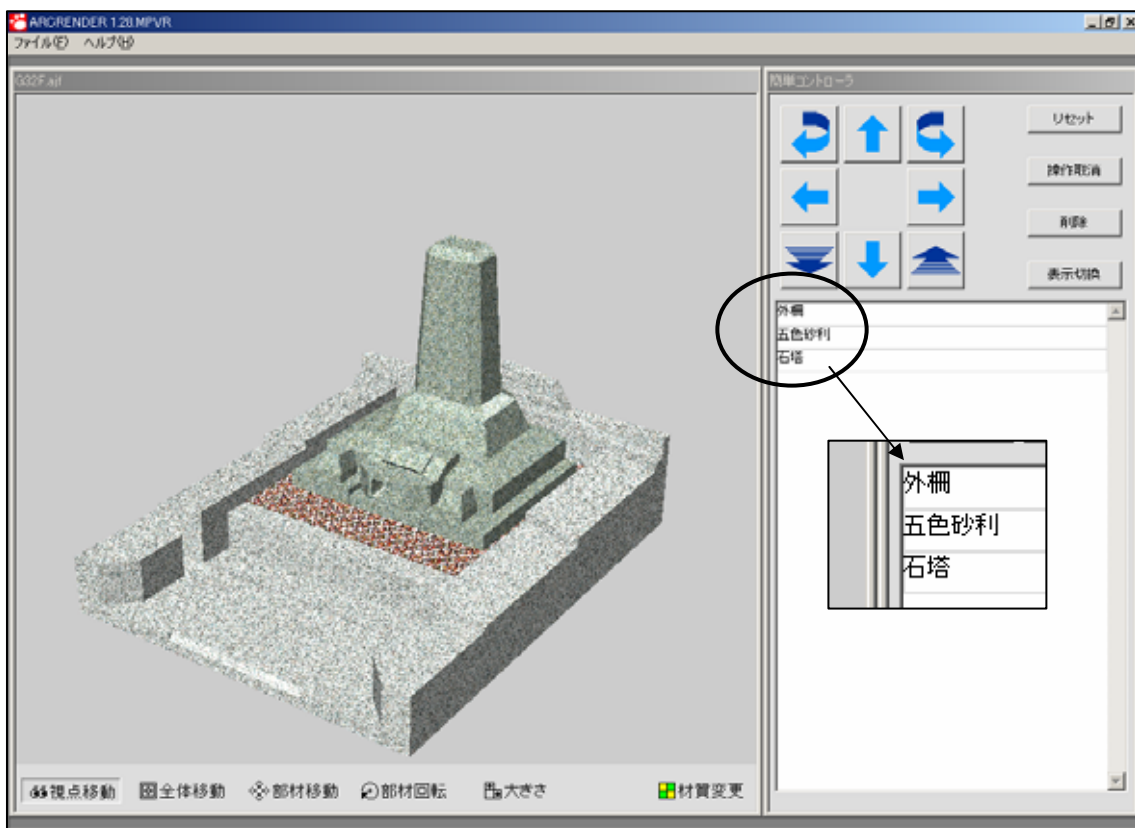 ARGRENDER 1.28.MPVR
ファイル(F) ヘルプ(H)
G32F.ajf
簡単コントローラ
リセット
操作取消
削除
表示切換
外柵
五色砂利
石塔
外柵
五色砂利
石塔
視点移動 全体移動 部材移動 部材回転 大きさ 材質変更